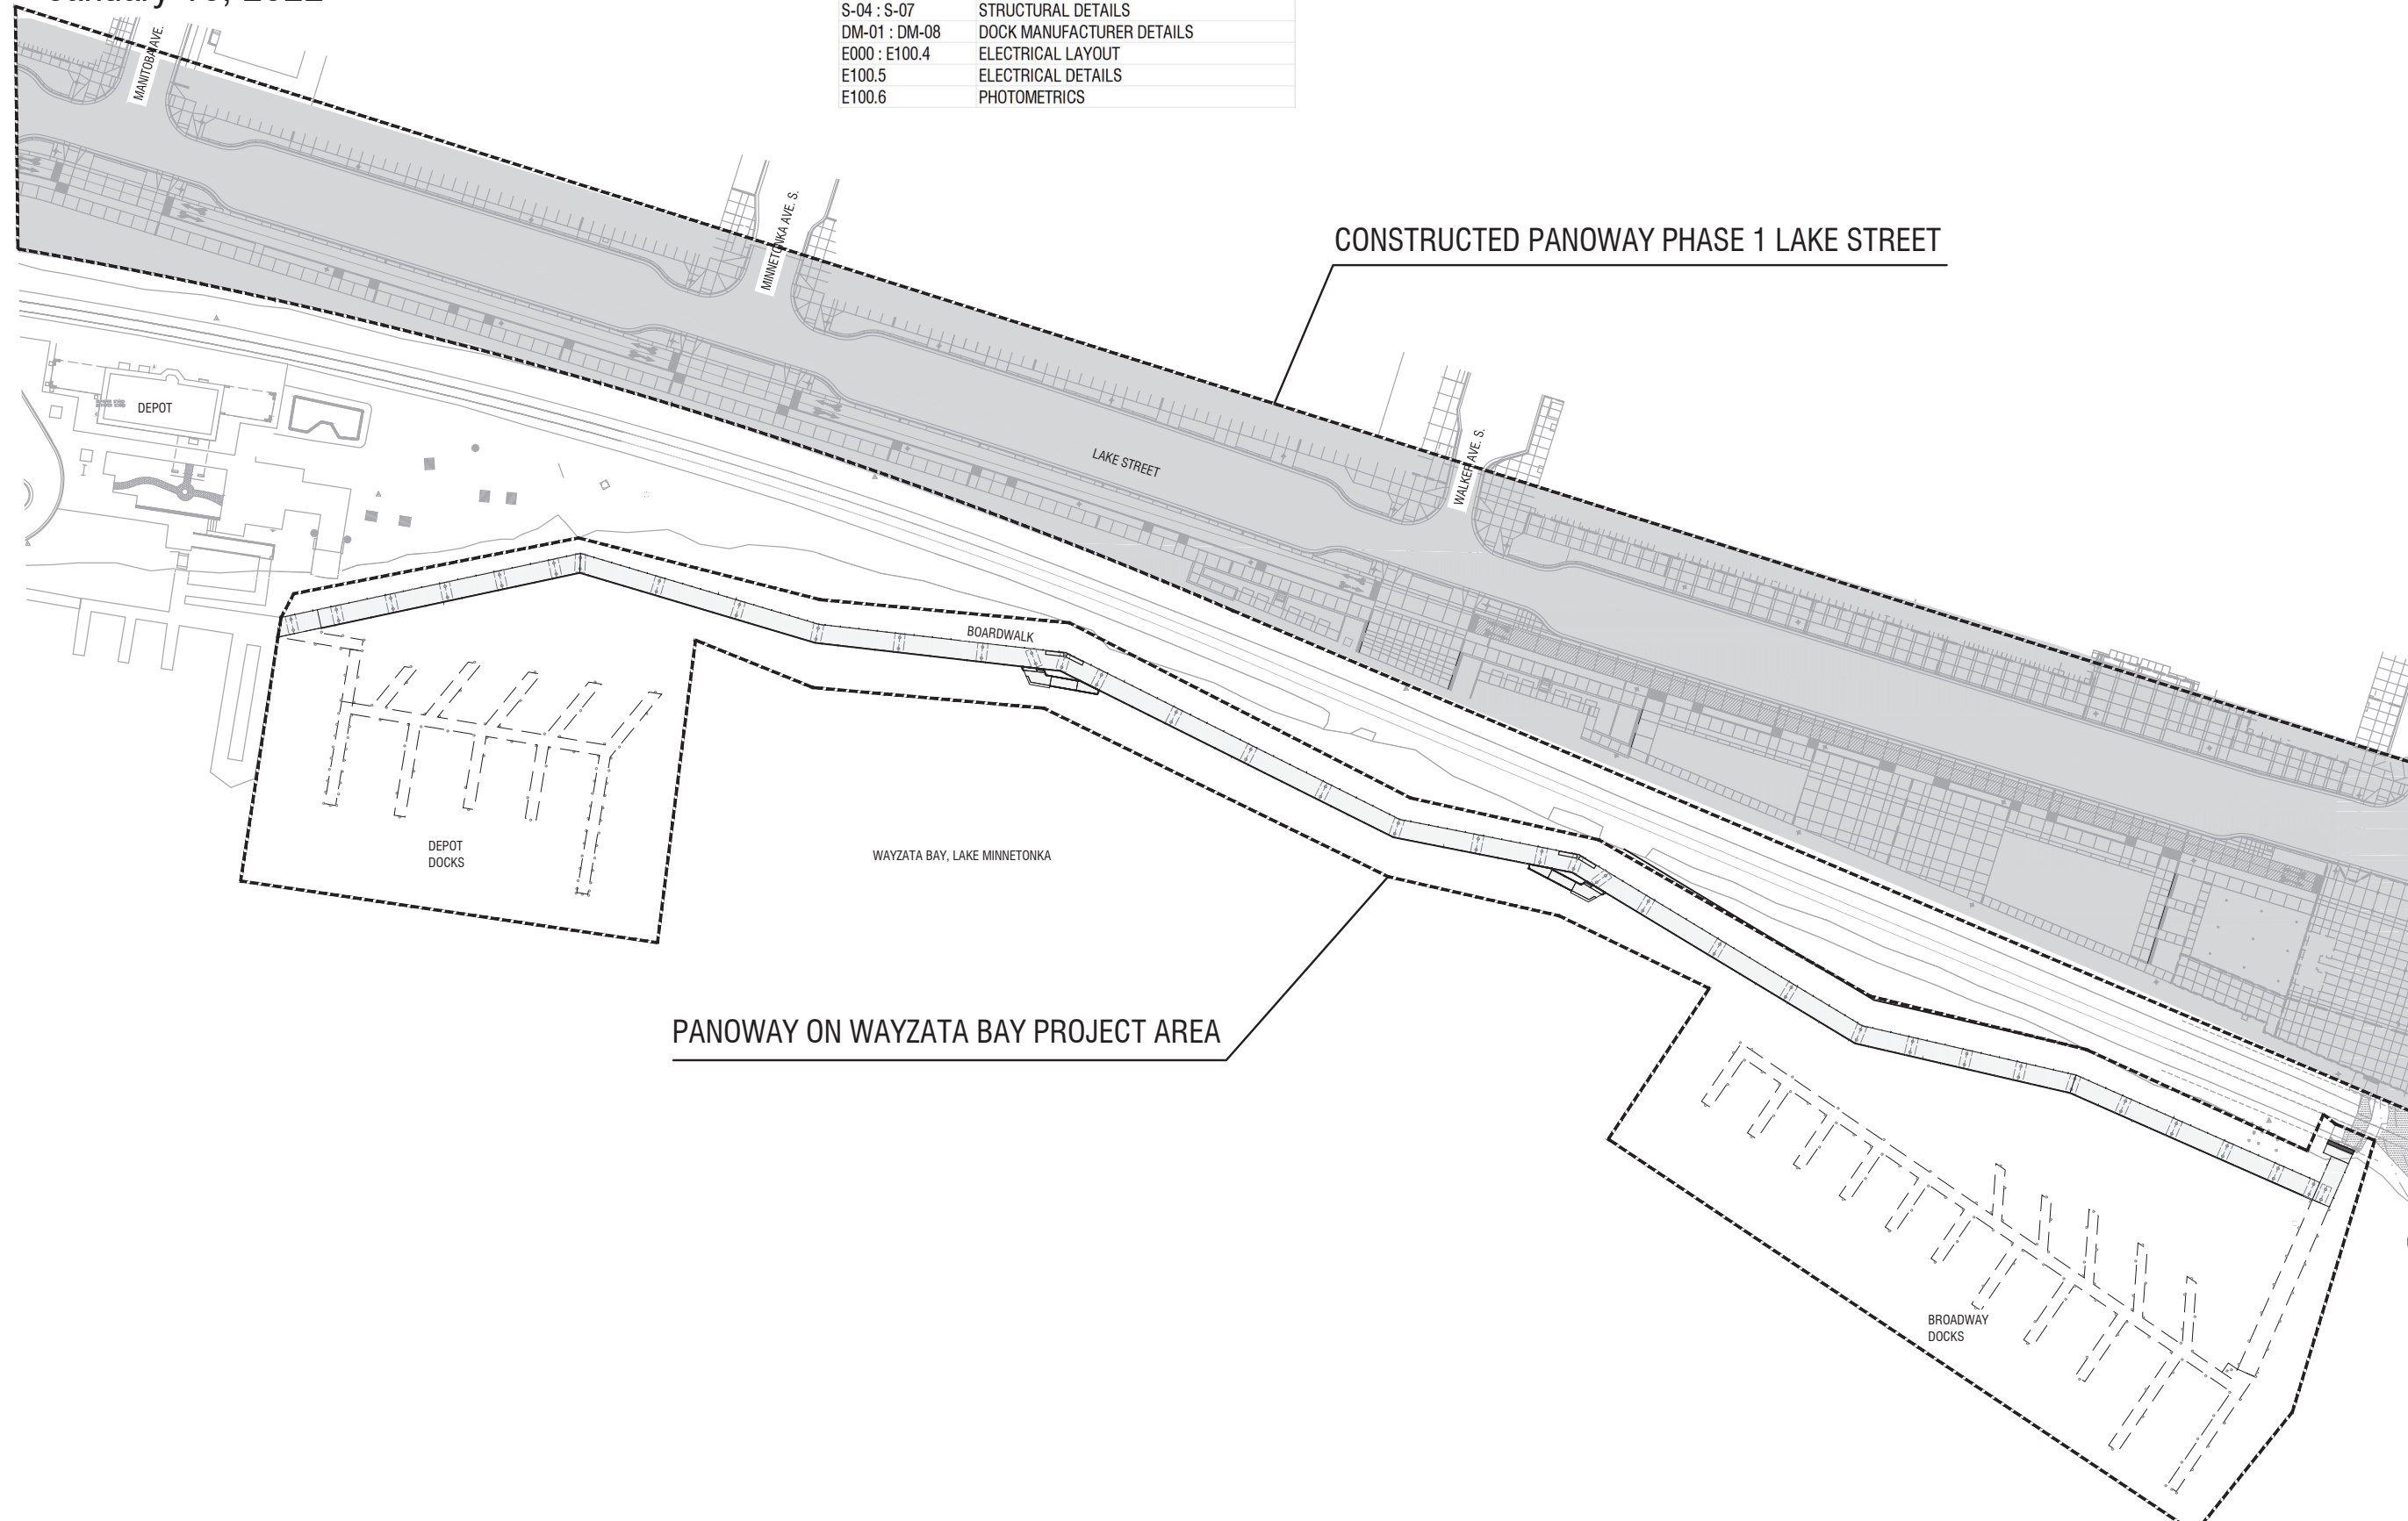 S-04 : S-07 STRUCTURAL DETAILS
DM-01 : DM-08 DOCK MANUFACTURER DETAILS
E000 : E100.4 ELECTRICAL LAYOUT
E100.5 ELECTRICAL DETAILS
E100.6 PHOTOMETRICS
MANITOBA AVE.
MINNETONKA AVE. S.
CONSTRUCTED PANOWAY PHASE 1 LAKE STREET
DEPOT
LAKE STREET
WALKER AVE. S.
BOARDWALK
DEPOT
DOCKS
WAYZATA BAY, LAKE MINNETONKA
PANOWAY ON WAYZATA BAY PROJECT AREA
BROADWAY
DOCKS